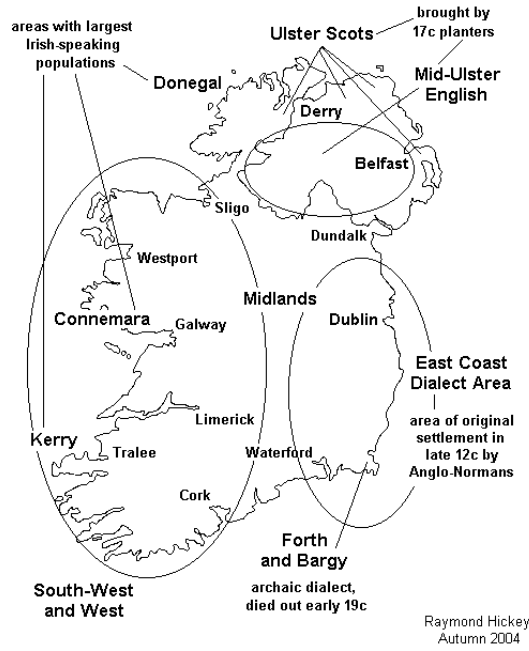 areas with largest
Irish-speaking
populations
Ulster Scots
brought by
17c planters
Donegal
Mid-Ulster
English
Derry
Belfast
Sligo
Dundalk
Westport
Midlands
Connemara
Galway
Dublin
East Coast
Dialect Area
Limerick
area of original
settlement in
late 12c by
Anglo-Normans
Kerry
Tralee
Waterford
Cork
Forth
and Bargy
archaic dialect,
died out early 19c
South-West
and West
Raymond Hickey
Autumn 2004